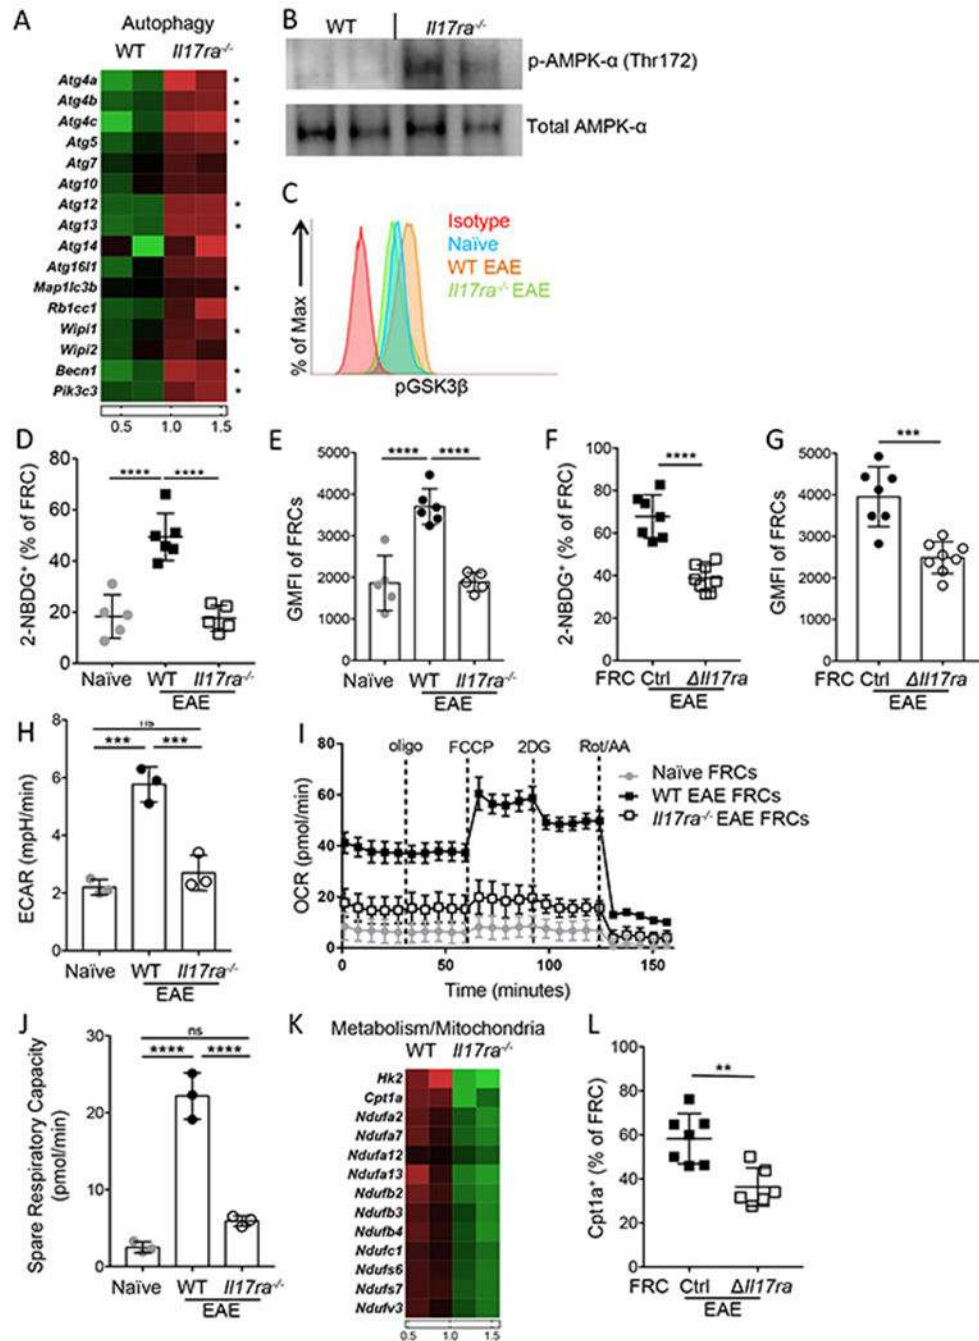 A
Autophagy
WT Il17ra-/-
Atg4a *
Atg4b *
Atg4c *
Atg5 *
Atg7
Atg10
Atg12 *
Atg13 *
Atg14
Atg16l1
Map1lc3b *
Rb1cc1
Wipi1 *
Wipi2
Becn1 *
Pik3c3 *
0.5 1.0 1.5
B
WT Il17ra-/-
p-AMPK-α (Thr172)
Total AMPK-α
C
Isotype
Naïve
WT EAE
Il17ra-/- EAE
% of Max
pGSK3β
D
2-NBDG+ (% of FRC)
80
60
40
20
0
**** ****
Naïve WT Il17ra-/-
EAE
E
GMFI of FRCs
5000
4000
3000
2000
1000
0
**** ****
Naïve WT Il17ra-/-
EAE
F
2-NBDG+ (% of FRC)
100
80
60
40
20
0
****
FRC Ctrl ΔIl17ra
EAE
G
GMFI of FRCs
5000
4000
3000
2000
1000
0
***
FRC Ctrl ΔIl17ra
EAE
H
ECAR (mpH/min)
8
6
4
2
0
ns
*** ***
Naïve WT Il17ra-/-
EAE
I
OCR (pmol/min)
80
60
40
20
0
oligo FCCP 2DG Rot/AA
0 50 100 150
Time (minutes)
Naïve FRCs
WT EAE FRCs
Il17ra-/- EAE FRCs
J
Spare Respiratory Capacity
(pmol/min)
30
20
10
0
ns
**** ****
Naïve WT Il17ra-/-
EAE
K
Metabolism/Mitochondria
WT Il17ra-/-
Hk2
Cpt1a
Ndufa2
Ndufa7
Ndufa12
Ndufa13
Ndufb2
Ndufb3
Ndufb4
Ndufc1
Ndufs6
Ndufs7
Ndufv3
0.5 1.0 1.5
L
Cpt1a+ (% of FRC)
100
80
60
40
20
0
**
FRC Ctrl ΔIl17ra
EAE